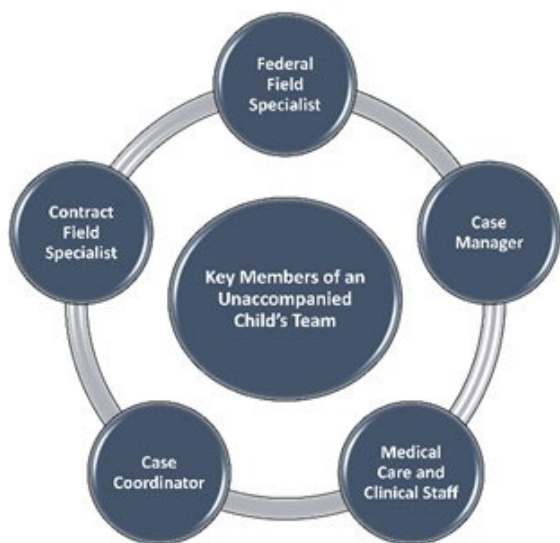 Federal
Field
Specialist
Case
Manager
Medical
Care and
Clinical Staff
Case
Coordinator
Contract
Field
Specialist
Key Members of an
Unaccompanied
Child's Team